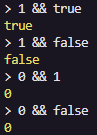 > 1 && true
true
> 1 && false
false
> 0 && 1
0
> 0 && false
0